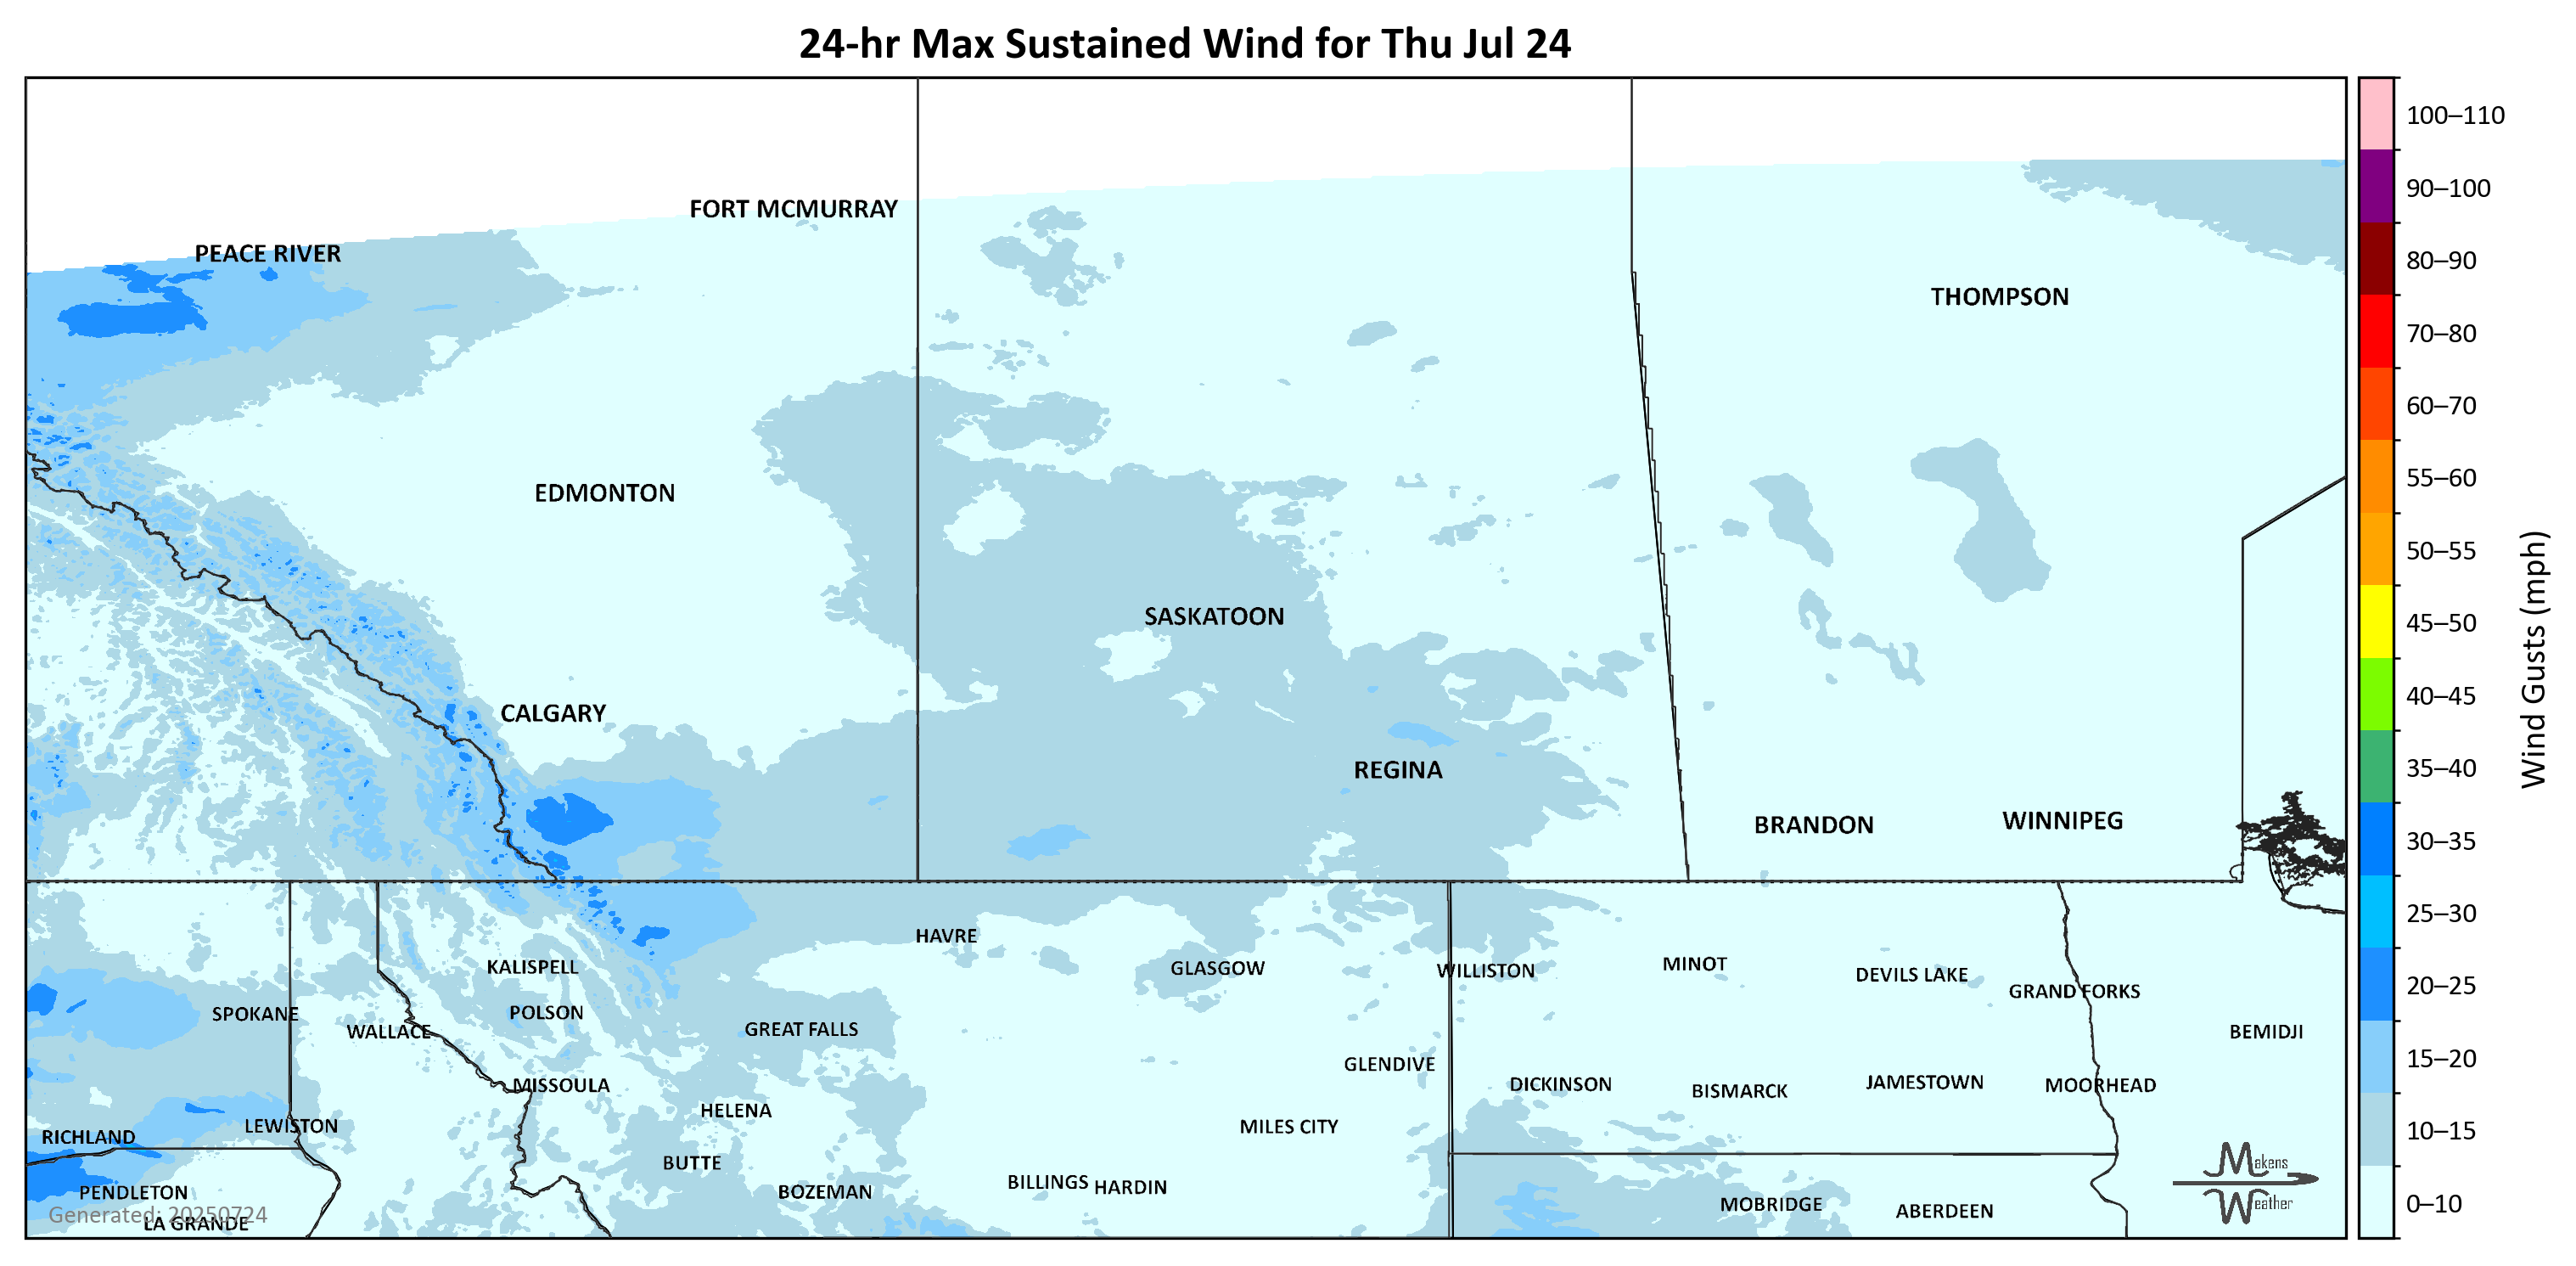 24-hr Max Sustained Wind for Thu Jul 24
100–110
90–100
80–90
70–80
60–70
55–60
50–55
45–50
40–45
35–40
30–35
25–30
20–25
15–20
10–15
0–10
Wind Gusts (mph)
FORT MCMURRAY
PEACE RIVER
THOMPSON
EDMONTON
SASKATOON
CALGARY
REGINA
BRANDON
WINNIPEG
HAVRE
KALISPELL
GLASGOW
WILLISTON
MINOT
DEVILS LAKE
GRAND FORKS
SPOKANE
POLSON
WALLACE
GREAT FALLS
BEMIDJI
GLENDIVE
MISSOULA
DICKINSON
BISMARCK
JAMESTOWN
MOORHEAD
HELENA
LEWISTON
MILES CITY
RICHLAND
BUTTE
PENDLETON
BOZEMAN
BILLINGS
HARDIN
MOBRIDGE
ABERDEEN
Generated: 20250724
LA GRANDE
Makens
Weather